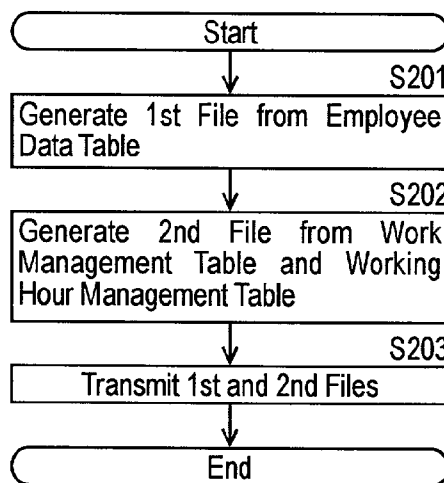 Start
S201
Generate 1st File from Employee
Data Table
S202
Generate 2nd File from Work
Management Table and Working
Hour Management Table
S203
Transmit 1st and 2nd Files
End